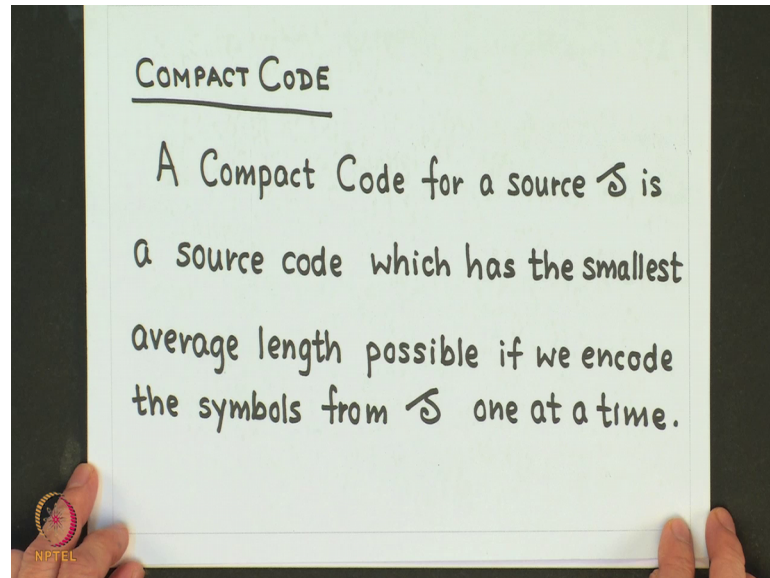 COMPACT CODE
A Compact Code for a source S is
a source code which has the smallest
average length possible if we encode
the symbols from S one at a time.
NPTEL